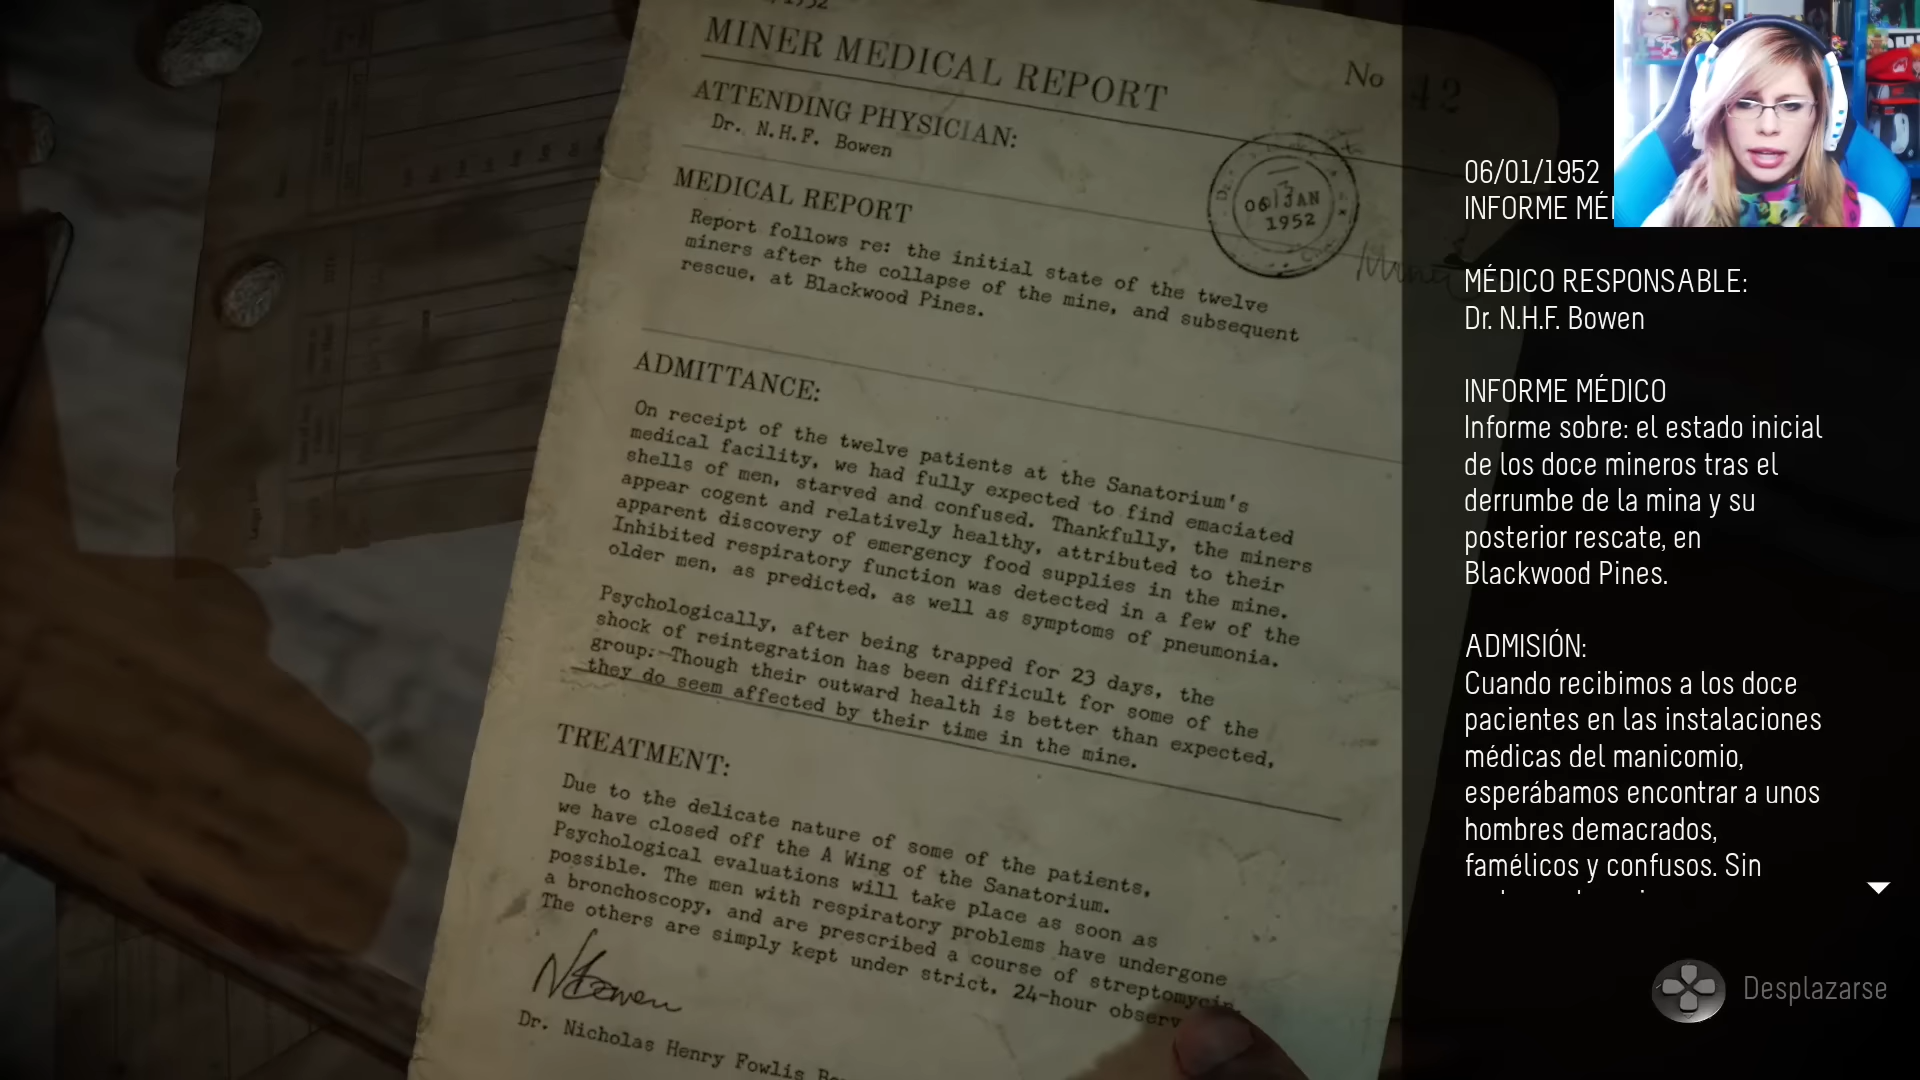 MINER MEDICAL REPORT
No 42
ATTENDING PHYSICIAN:
Dr. N.H.F. Bowen
06 JAN
1952
MEDICAL REPORT
Report follows re: the initial state of the twelve
miners after the collapse of the mine, and subsequent
rescue, at Blackwood Pines.
ADMITTANCE:
On receipt of the twelve patients at the Sanatorium's
medical facility, we had fully expected to find emaciated
shells of men, starved and confused. Thankfully, the miners
appear cogent and relatively healthy, attributed to their
apparent discovery of emergency food supplies in the mine.
Inhibited respiratory function was detected in a few of the
older men, as predicted, as well as symptoms of pneumonia.
Psychologically, after being trapped for 23 days, the
shock of reintegration has been difficult for some of the
group: Though their outward health is better than expected,
they do seem affected by their time in the mine.
TREATMENT:
Due to the delicate nature of some of the patients,
we have closed off the A Wing of the Sanatorium.
Psychological evaluations will take place as soon as
possible. The men with respiratory problems have undergone
a bronchoscopy, and are prescribed a course of streptomycin.
The others are simply kept under strict, 24-hour
NBowen
Dr. Nicholas Henry Fowlis
06/01/1952
INFORME
MÉDICO RESPONSABLE:
Dr. N.H.F. Bowen
INFORME MÉDICO
Informe sobre: el estado inicial
de los doce mineros tras el
derrumbe de la mina y su
posterior rescate, en
Blackwood Pines.
ADMISIÓN:
Cuando recibimos a los doce
pacientes en las instalaciones
médicas del manicomio,
esperábamos encontrar a unos
hombres demacrados,
famélicos y confusos. Sin
Desplazarse